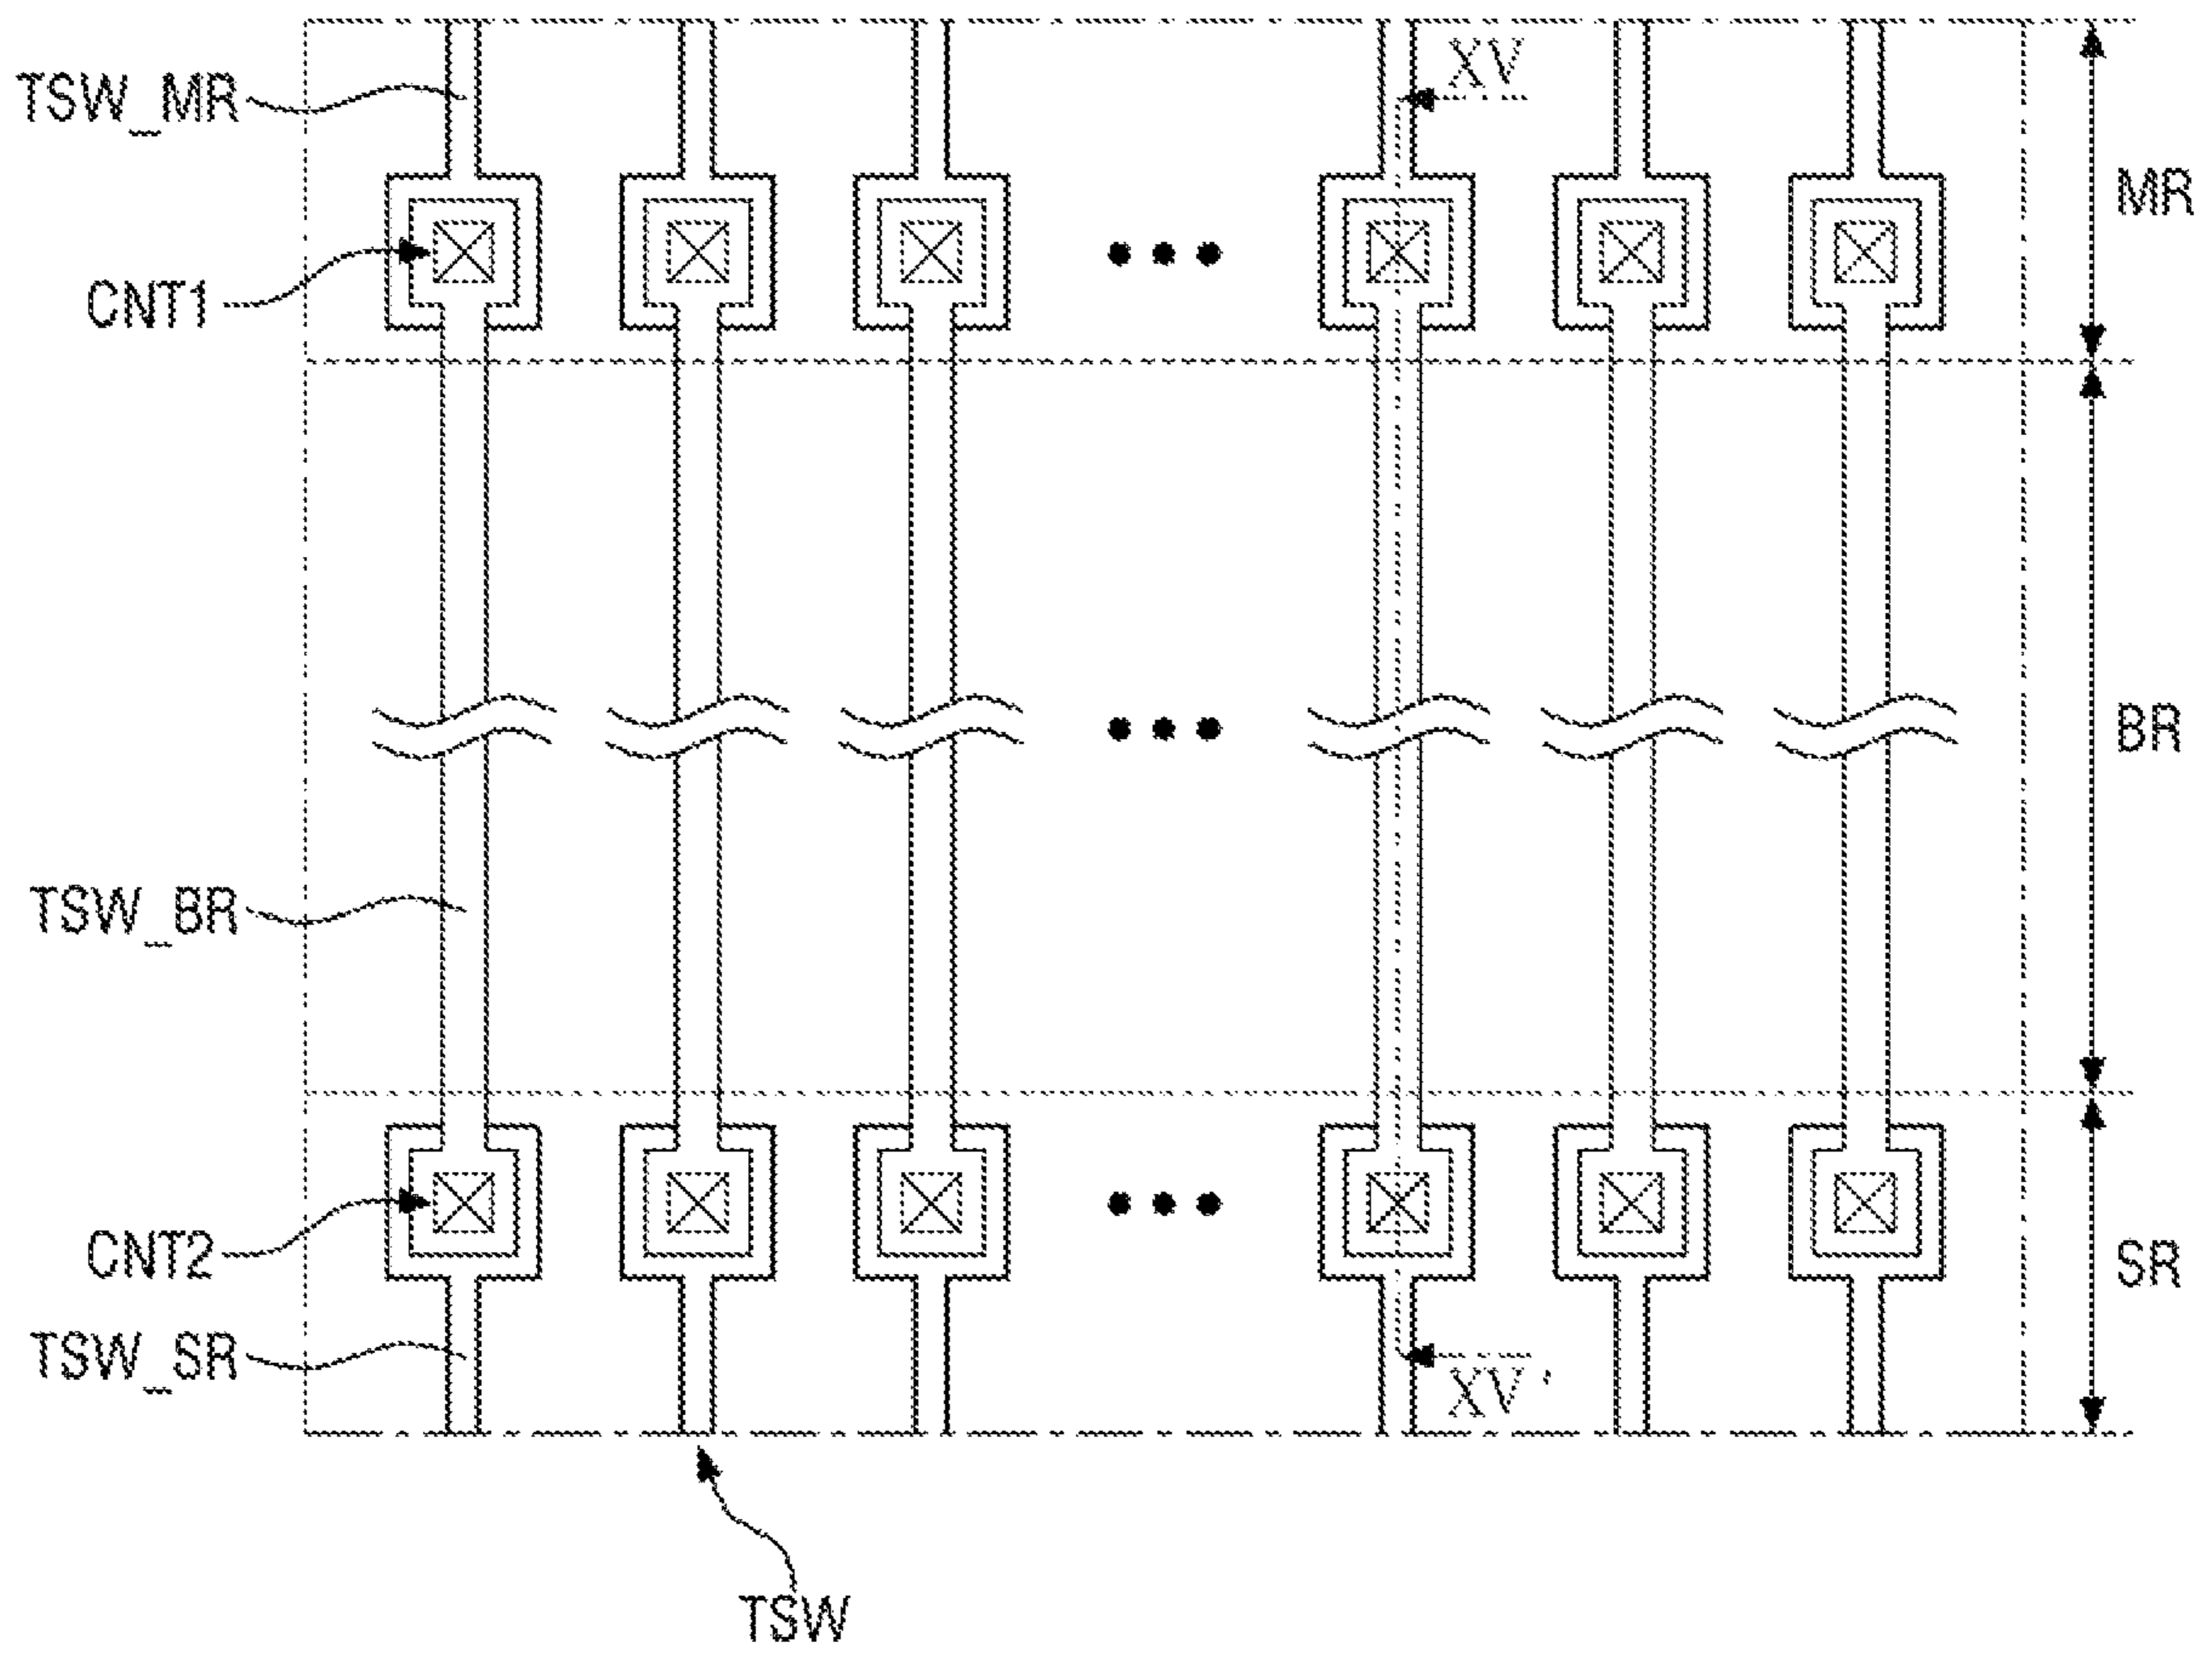 XV
TSW_MR
MR
CNT1
BR
TSW_BR
CNT2
SR
TSW_SR
XV'
TSW